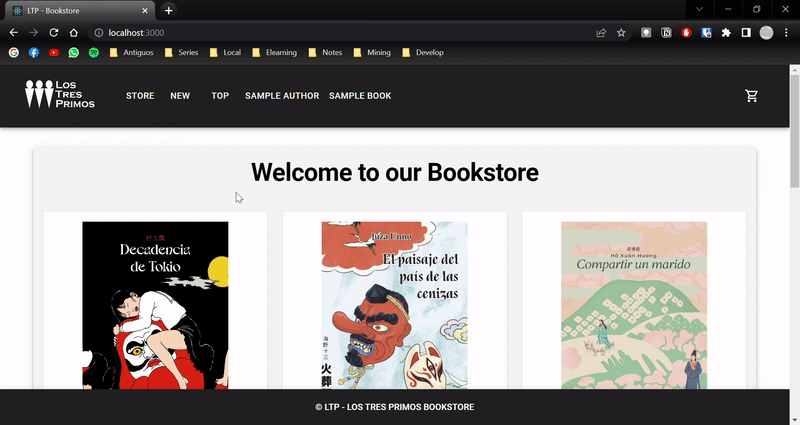 LTP - Bookstore
localhost:3000
Antiguos Series Local Elearning Notes Mining Develop
LOS
TRES
PRIMOS
STORE NEW TOP SAMPLE AUTHOR SAMPLE BOOK
Welcome to our Bookstore
村上龍
Decadencia
de Tokio
Juza Unno
El paisaje del
país de las
cenizas
海野十三
火葬
胡春香
Hồ Xuân Hương
Compartir un marido
© LTP - LOS TRES PRIMOS BOOKSTORE